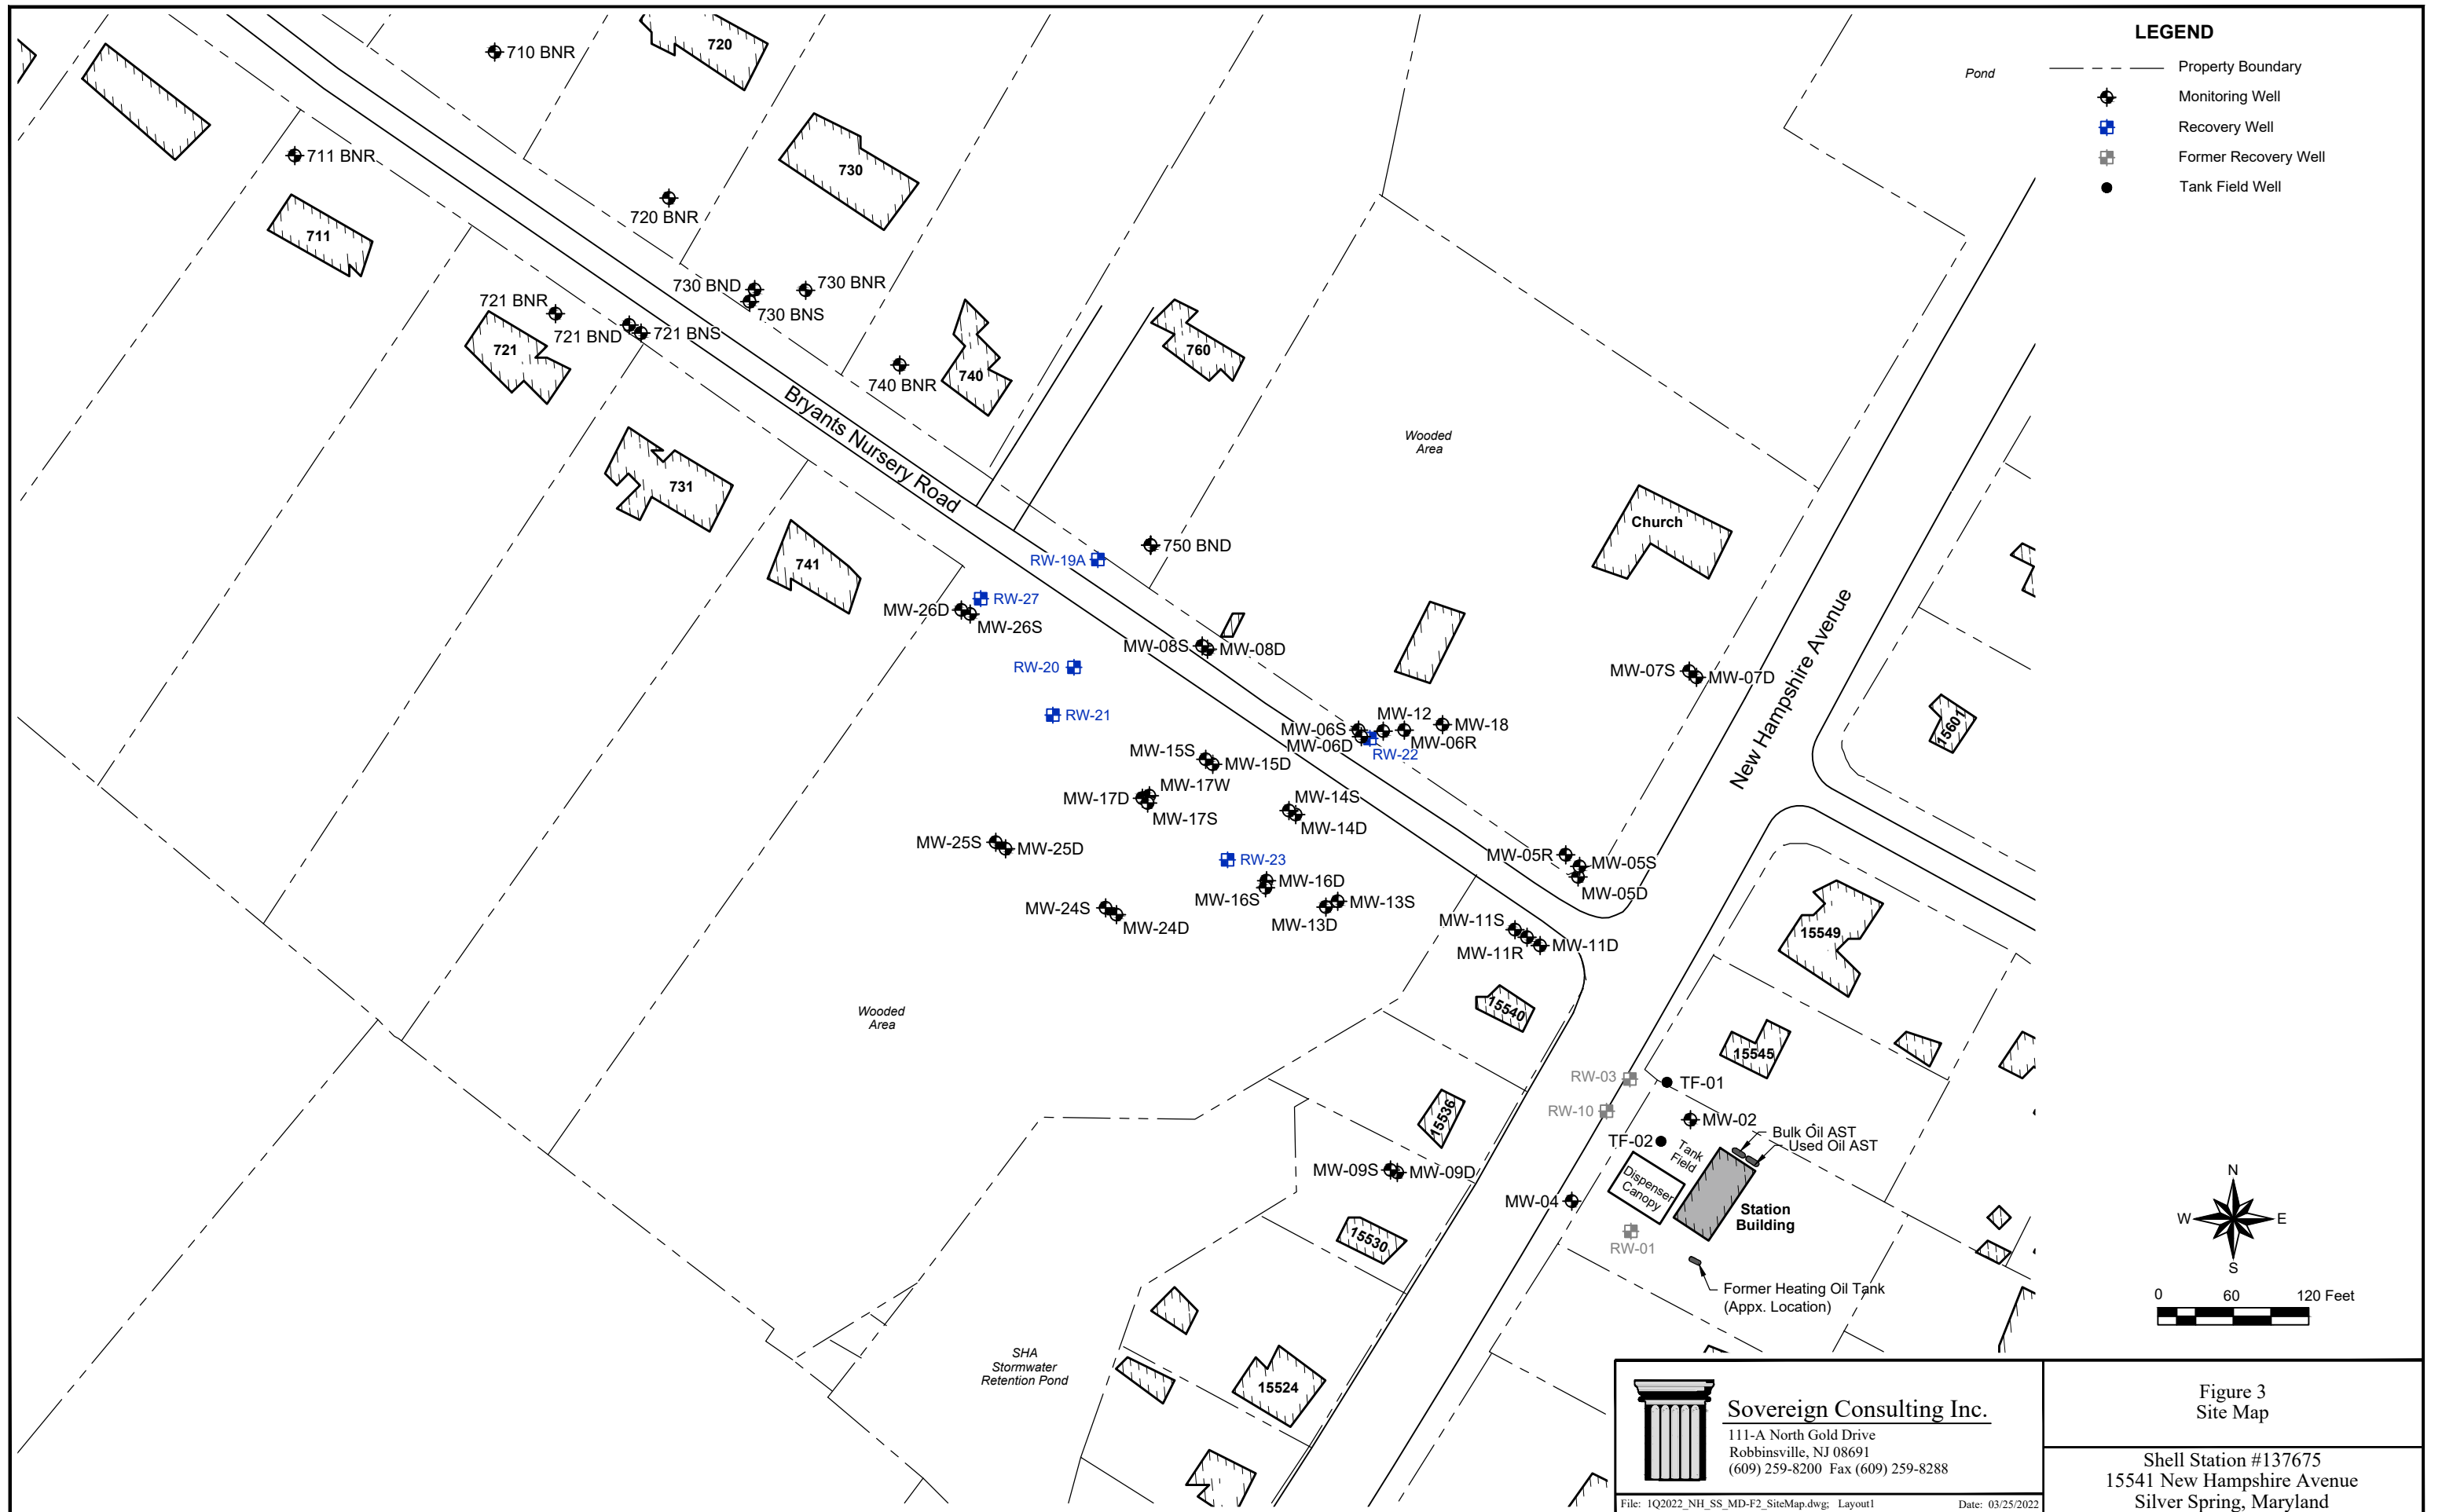 LEGEND
Property Boundary
Monitoring Well
Recovery Well
Former Recovery Well
Tank Field Well
Pond
710 BNR
720
711 BNR
730
720 BNR
711
730 BND
730 BNR
730 BNS
721 BNR
721 BND
721 BNS
721
740 BNR
740
760
Bryants Nursery Road
Wooded
Area
731
Church
741
RW-19A
750 BND
RW-27
MW-26D
MW-26S
MW-08S
MW-08D
RW-20
MW-07S
MW-07D
New Hampshire Avenue
RW-21
MW-12
MW-18
MW-06S
MW-06D
MW-06R
RW-22
15601
MW-15S
MW-15D
MW-17W
MW-17D
MW-17S
MW-14S
MW-14D
MW-25S
MW-25D
RW-23
MW-05R
MW-05S
MW-05D
MW-16D
MW-16S
MW-13S
MW-13D
MW-24S
MW-24D
MW-11S
MW-11R
MW-11D
15549
15540
Wooded
Area
15545
RW-03
TF-01
RW-10
MW-02
15536
TF-02
Tank
Field
Bulk Oil AST
Used Oil AST
MW-09S
MW-09D
Dispenser
Canopy
MW-04
Station
Building
15530
RW-01
Former Heating Oil Tank
(Appx. Location)
N
W
E
S
0
60
120 Feet
SHA
Stormwater
Retention Pond
15524
Sovereign Consulting Inc.
111-A North Gold Drive
Robbinsville, NJ 08691
(609) 259-8200 Fax (609) 259-8288
File: 1Q2022_NH_SS_MD-F2_SiteMap.dwg; Layout1
Date: 03/25/2022
Figure 3
Site Map
Shell Station #137675
15541 New Hampshire Avenue
Silver Spring, Maryland